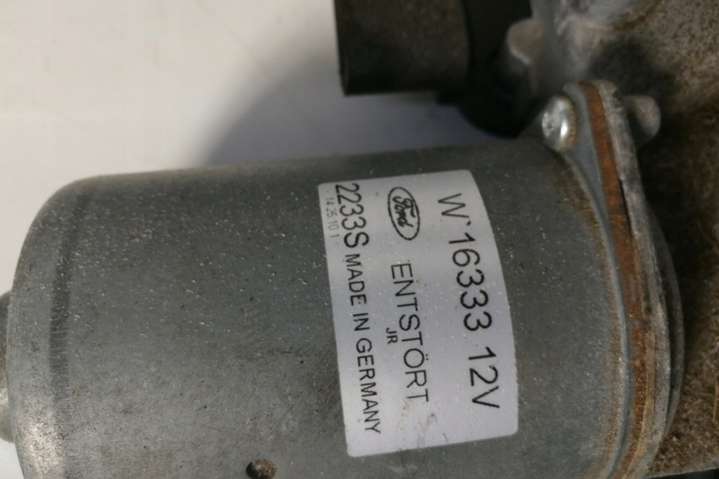 W`16333 12V
Ford
ENTSTÖRT
JR
2233S MADE IN GERMANY